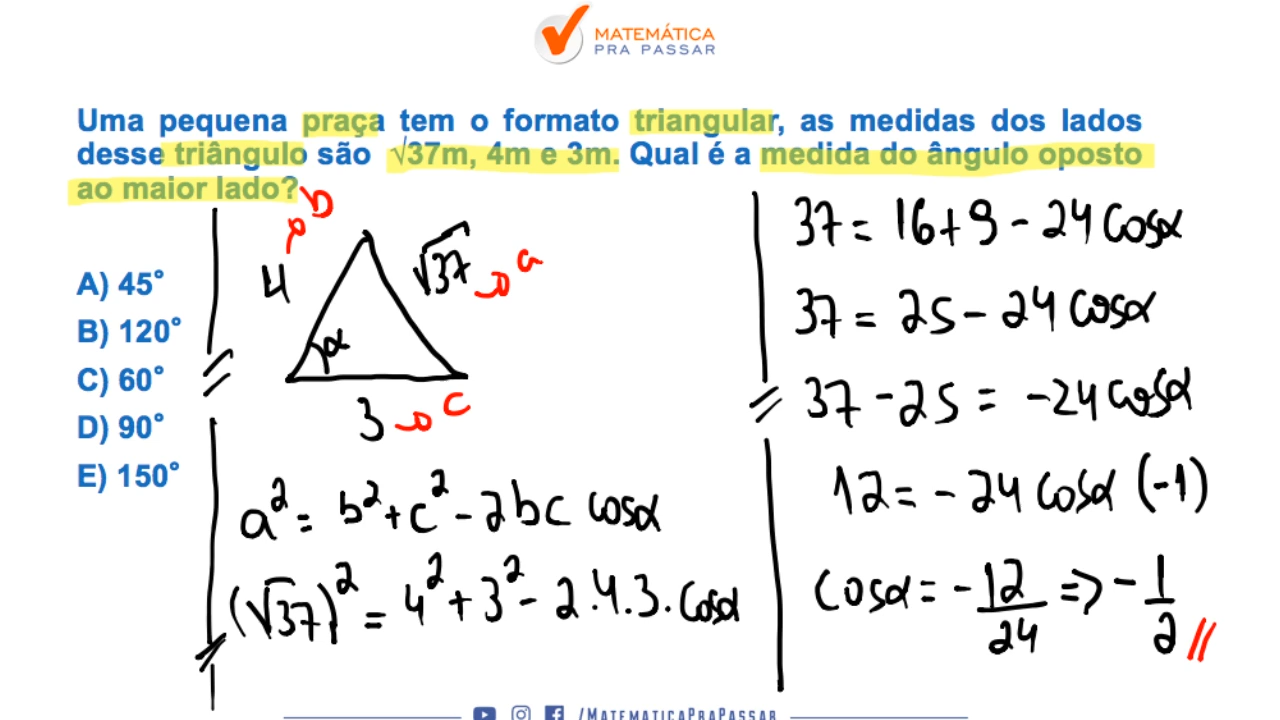 MATEMÁTICA
PRA PASSAR
Uma pequena praça tem o formato triangular, as medidas dos lados
desse triângulo são √37m, 4m e 3m. Qual é a medida do ângulo oposto
ao maior lado?
A) 45°
B) 120°
C) 60°
D) 90°
E) 150°
b
4
√37 a
α
3 c
a² = b² + c² - 2bc cosα
(√37)² = 4² + 3² - 2.4.3. cosα
37 = 16 + 9 - 24 cosα
37 = 25 - 24 cosα
37 - 25 = -24 cosα
12 = -24 cosα (-1)
cosα = -12/24 => -1/2 //
/MATEMATICAPRAPASSAR